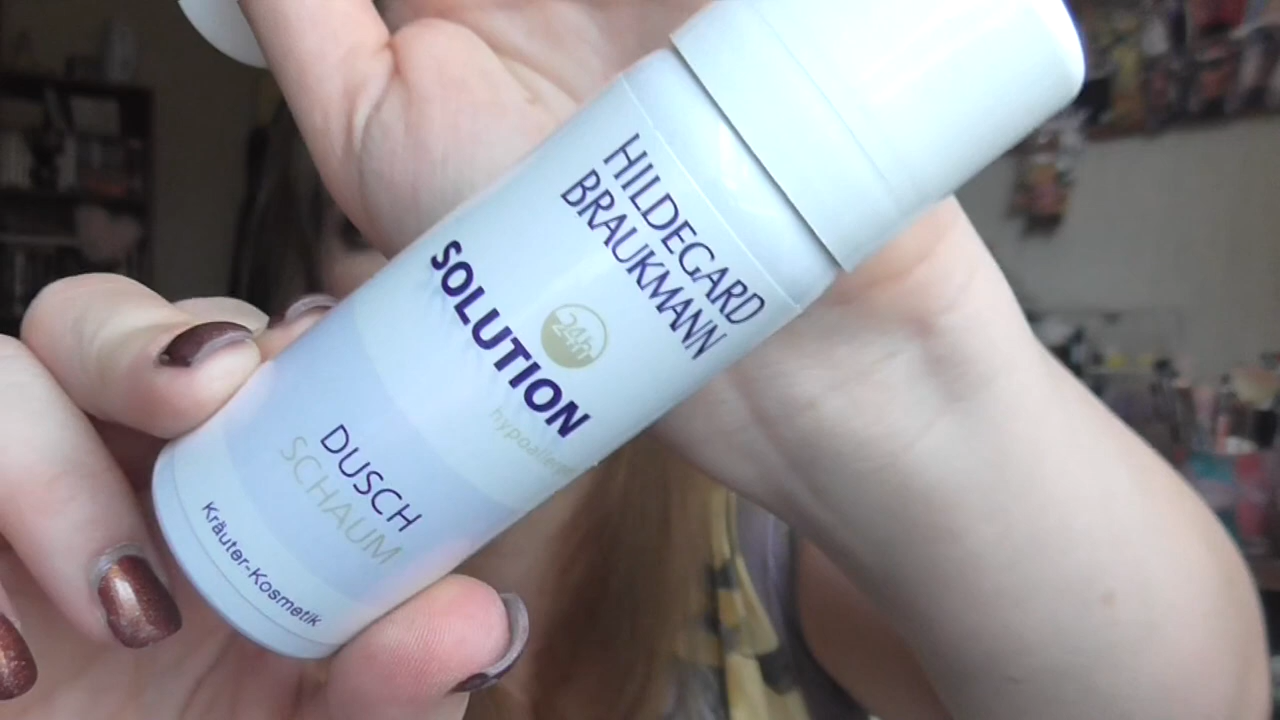 HILDEGARD
BRAUKMANN
24h
SOLUTION
DUSCH
SCHAUM
Kräuter-Kosmetik